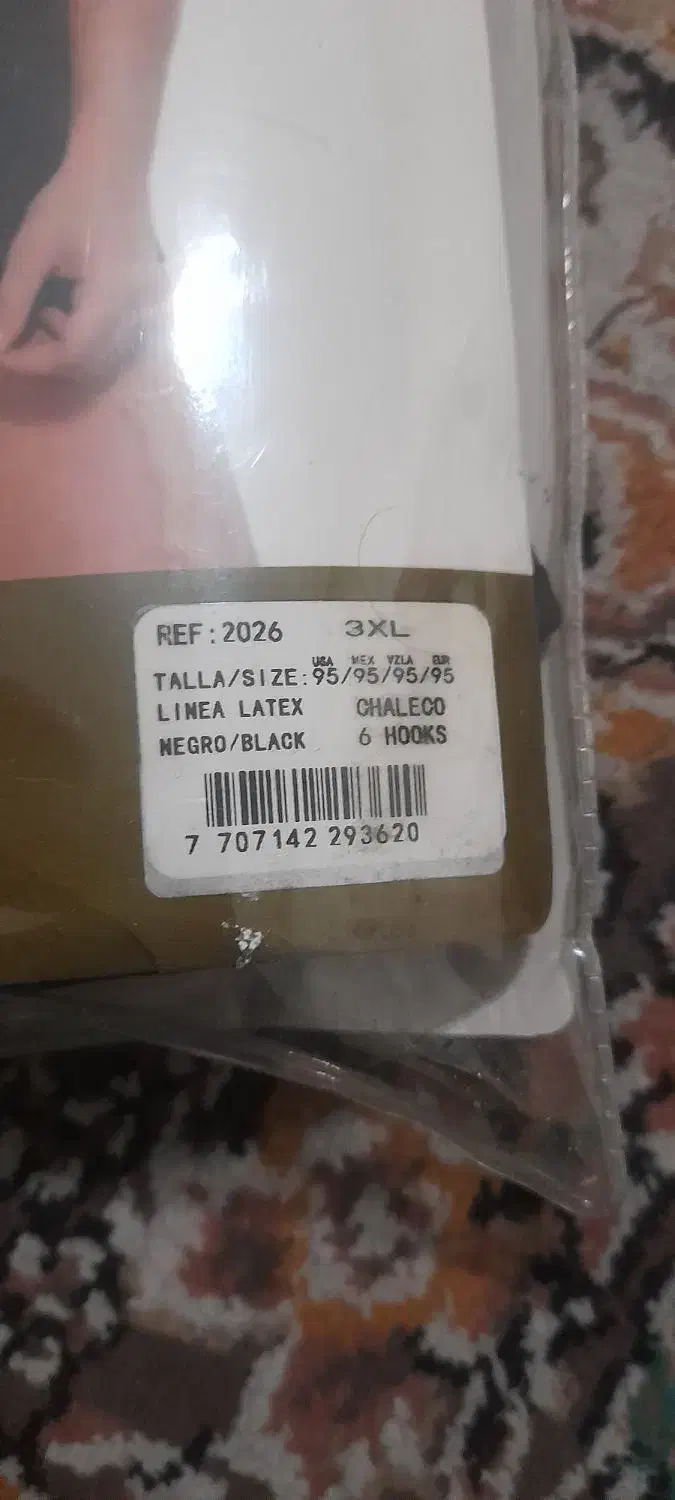 REF:2026 3XL
USA MEX VZLA EUR
TALLA/SIZE:95/95/95/95
LINEA LATEX CHALECO
NEGRO/BLACK 6 HOOKS
7 707142 293620